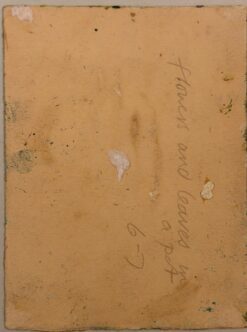 flowers and leaves in
a pot
6-7